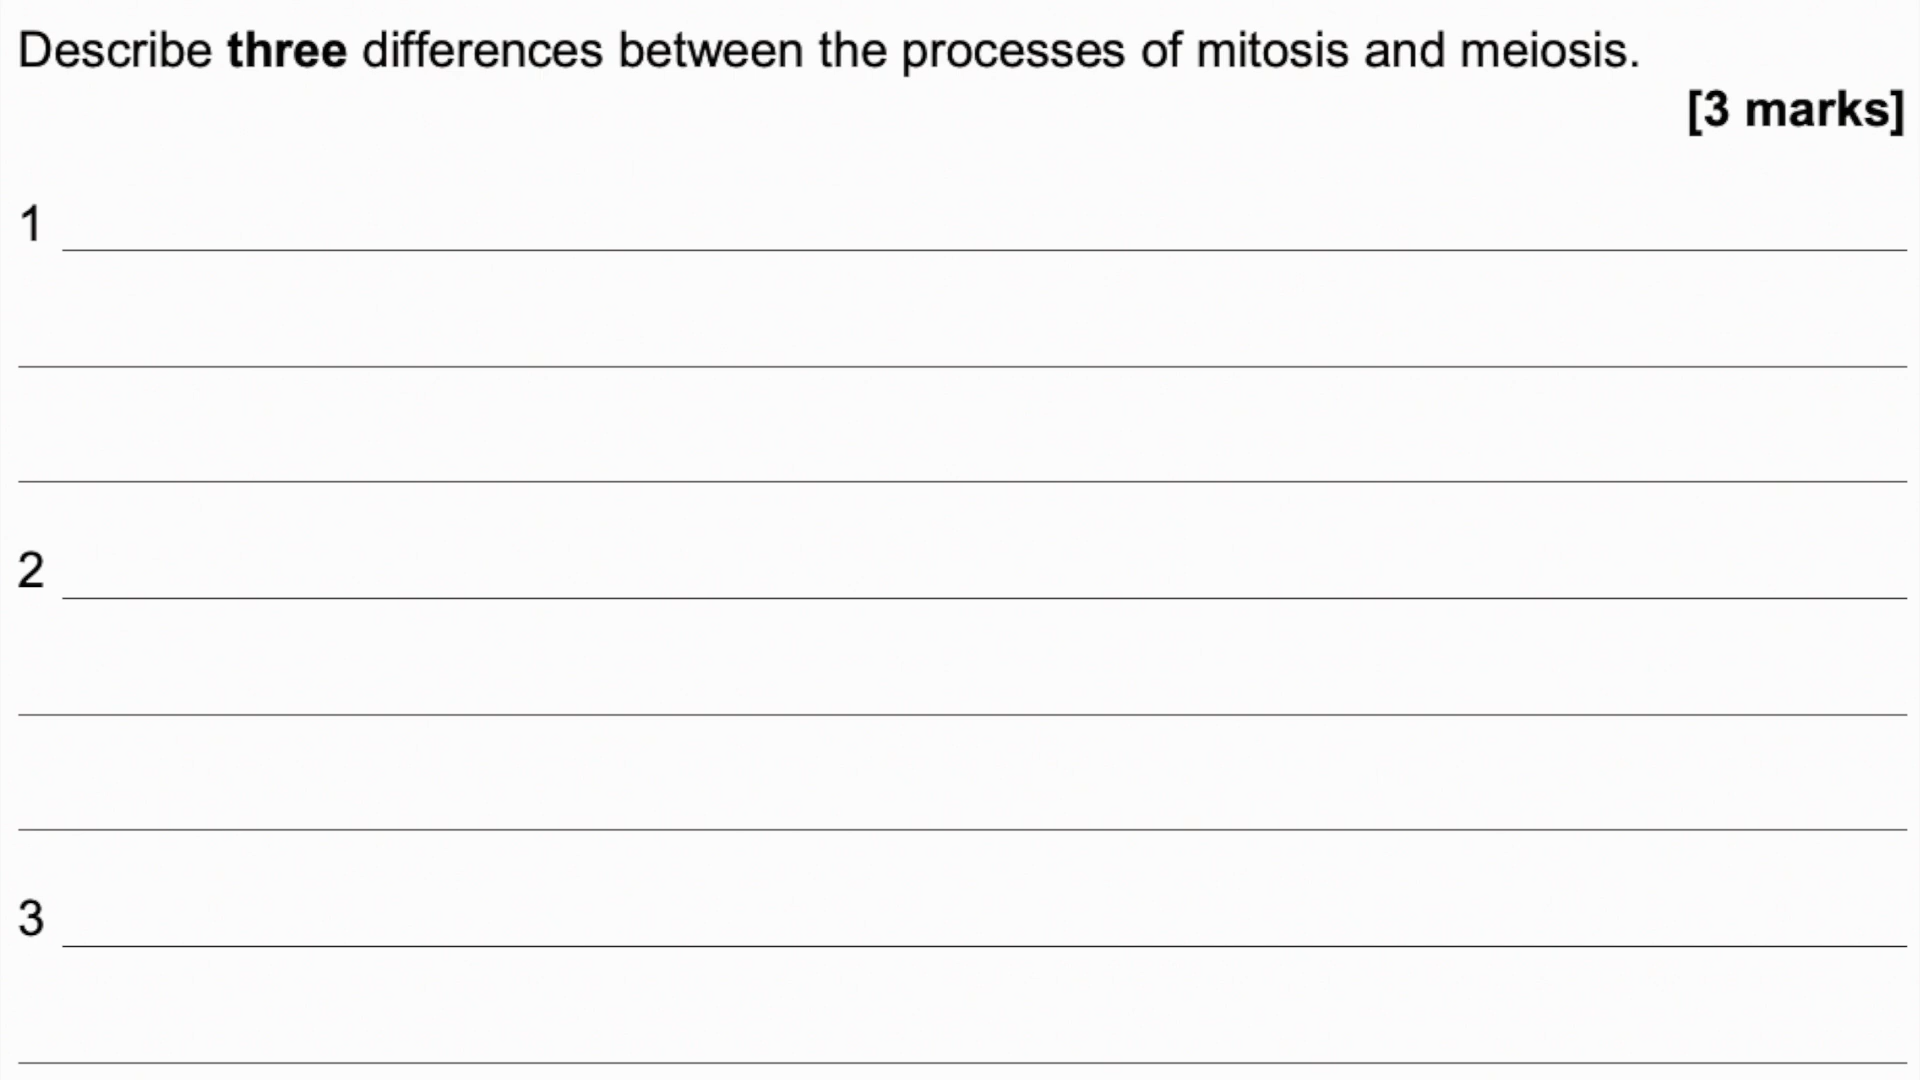 Describe three differences between the processes of mitosis and meiosis.
[3 marks]
1
2
3